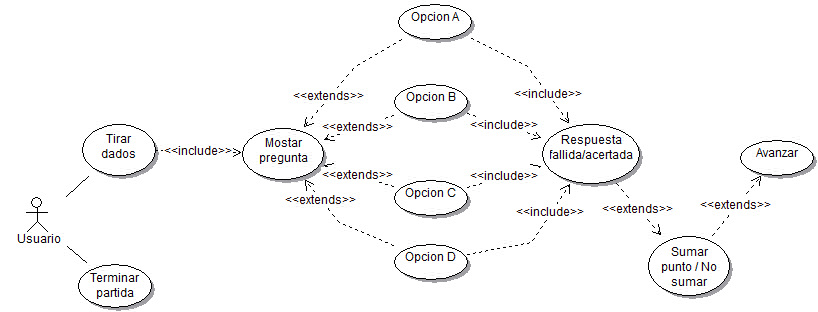 Opcion A
<<extends>>
<<include>>
Opcion B
<<extends>>
<<include>>
Tirar
dados
<<include>>
Mostar
pregunta
Respuesta
fallida/acertada
Avanzar
<<extends>>
<<include>>
Opcion C
<<extends>>
<<include>>
<<extends>>
<<extends>>
Usuario
Opcion D
Sumar
punto / No
sumar
Terminar
partida